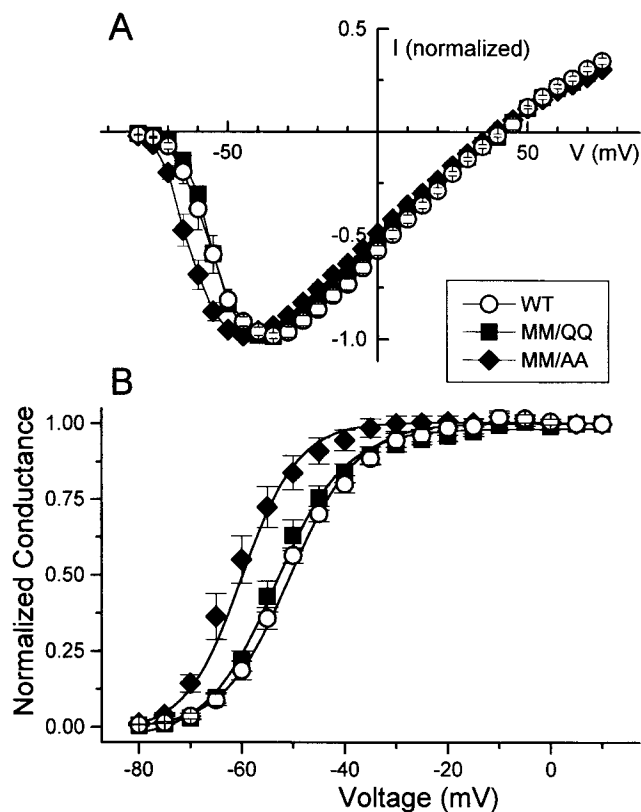 A
0.5
I (normalized)
-50
50
V (mV)
-0.5
-1.0
WT
MM/QQ
MM/AA
B
1.00
0.75
0.50
0.25
0.00
Normalized Conductance
-80
-60
-40
-20
0
Voltage (mV)